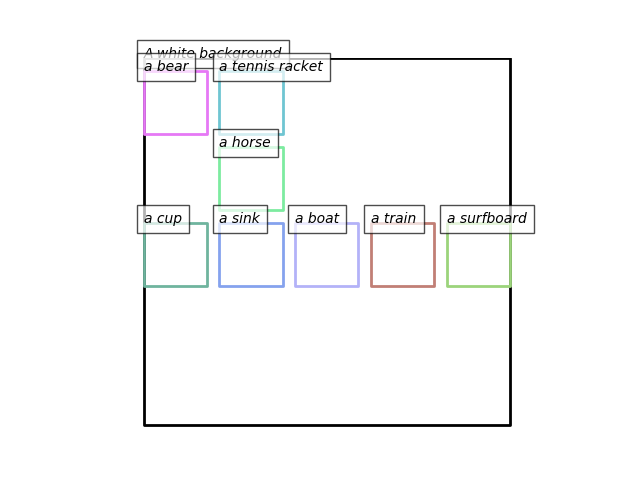 A white background
a bear
a tennis racket
a horse
a cup
a sink
a boat
a train
a surfboard